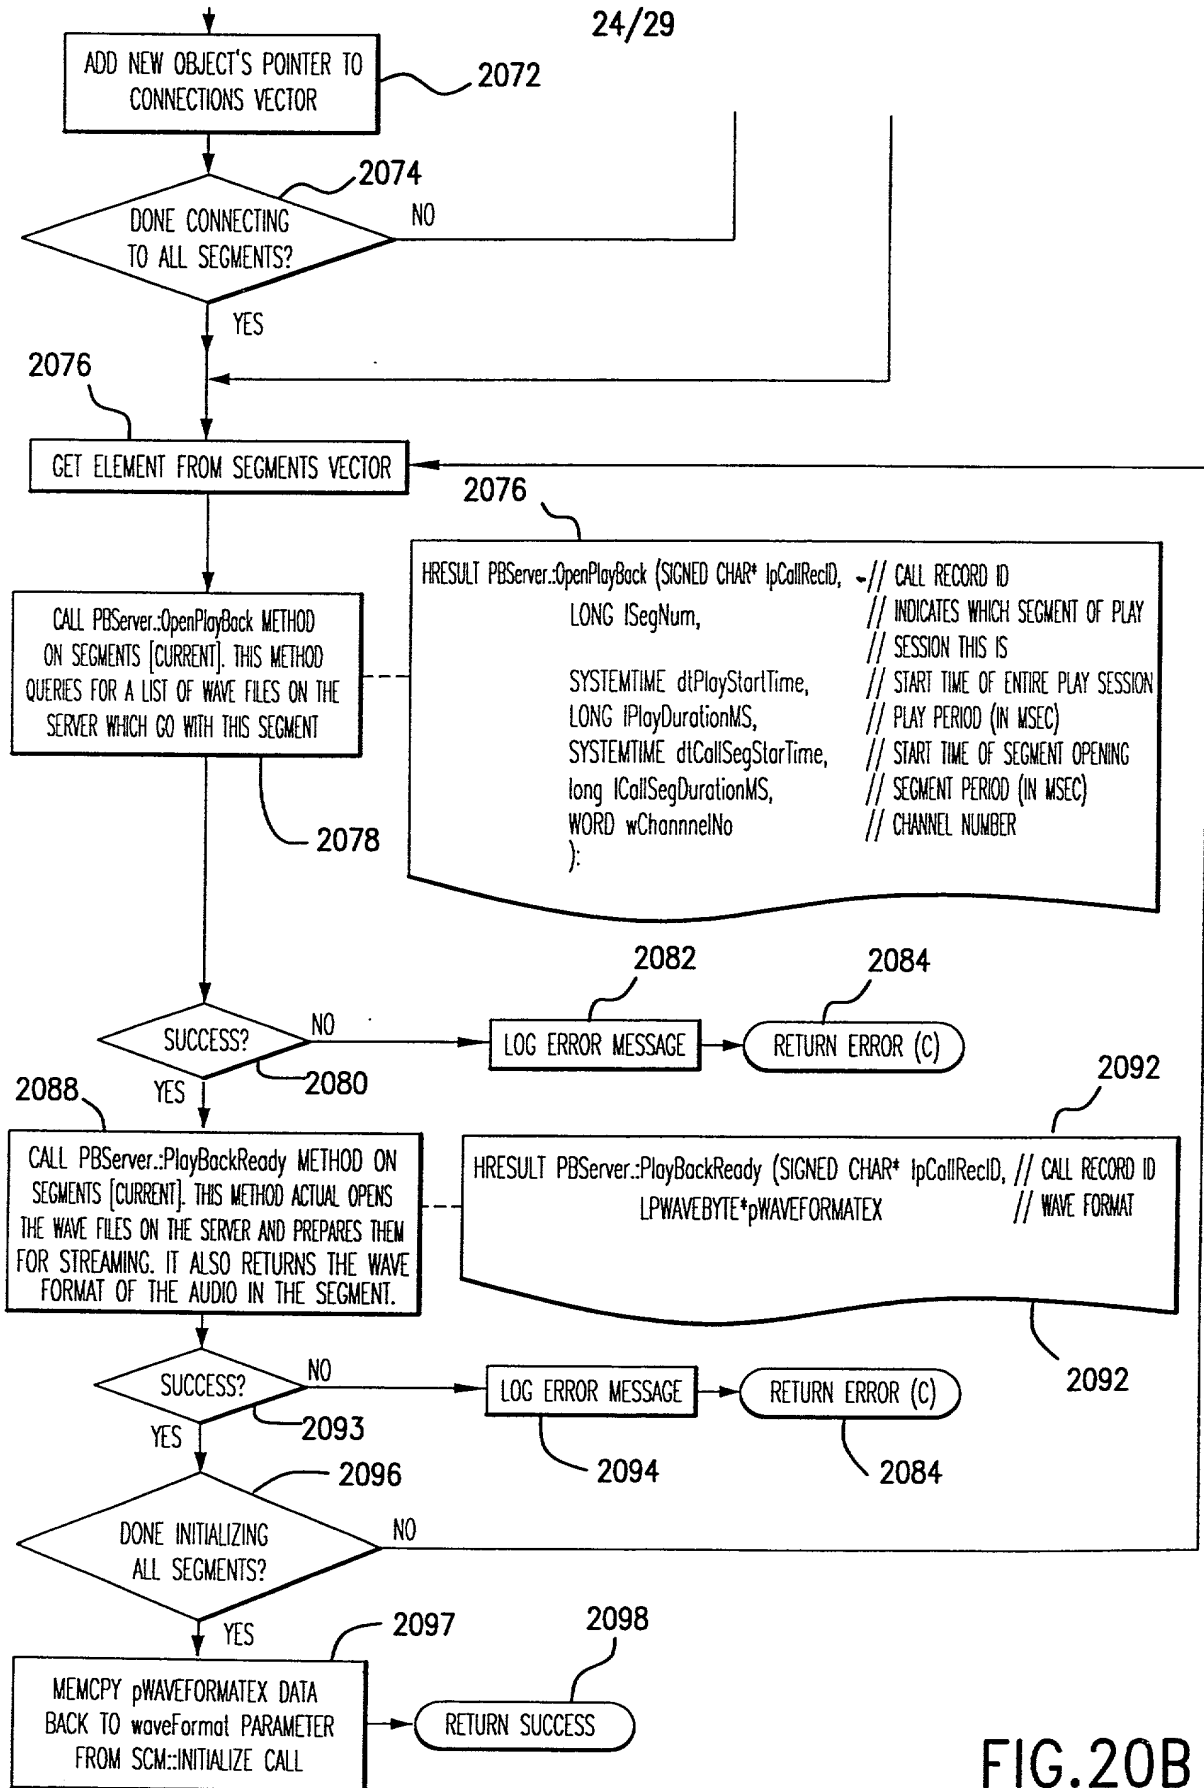 24/29
ADD NEW OBJECT'S POINTER TO
CONNECTIONS VECTOR
2072
2074
DONE CONNECTING
TO ALL SEGMENTS?
NO
YES
2076
GET ELEMENT FROM SEGMENTS VECTOR
2076
HRESULT PBServer::OpenPlayBack (SIGNED CHAR* lpCallRecID, // CALL RECORD ID
LONG lSegNum, // INDICATES WHICH SEGMENT OF PLAY
// SESSION THIS IS
SYSTEMTIME dtPlayStartTime, // START TIME OF ENTIRE PLAY SESSION
LONG lPlayDurationMS, // PLAY PERIOD (IN MSEC)
SYSTEMTIME dtCallSegStarTime, // START TIME OF SEGMENT OPENING
long lCallSegDurationMS, // SEGMENT PERIOD (IN MSEC)
WORD wChannnelNo // CHANNEL NUMBER
):
CALL PBServer::OpenPlayBack METHOD
ON SEGMENTS [CURRENT]. THIS METHOD
QUERIES FOR A LIST OF WAVE FILES ON THE
SERVER WHICH GO WITH THIS SEGMENT
2078
2082
2084
SUCCESS?
NO
LOG ERROR MESSAGE
RETURN ERROR (C)
2080
YES
2088
2092
CALL PBServer::PlayBackReady METHOD ON
SEGMENTS [CURRENT]. THIS METHOD ACTUAL OPENS
THE WAVE FILES ON THE SERVER AND PREPARES THEM
FOR STREAMING. IT ALSO RETURNS THE WAVE
FORMAT OF THE AUDIO IN THE SEGMENT.
HRESULT PBServer::PlayBackReady (SIGNED CHAR* lpCallRecID, // CALL RECORD ID
LPWAVEBYTE*pWAVEFORMATEX // WAVE FORMAT
2092
SUCCESS?
NO
LOG ERROR MESSAGE
RETURN ERROR (C)
2093
YES
2094
2084
2096
DONE INITIALIZING
ALL SEGMENTS?
NO
YES
2097
2098
MEMCPY pWAVEFORMATEX DATA
BACK TO waveFormat PARAMETER
FROM SCM::INITIALIZE CALL
RETURN SUCCESS
FIG.20B